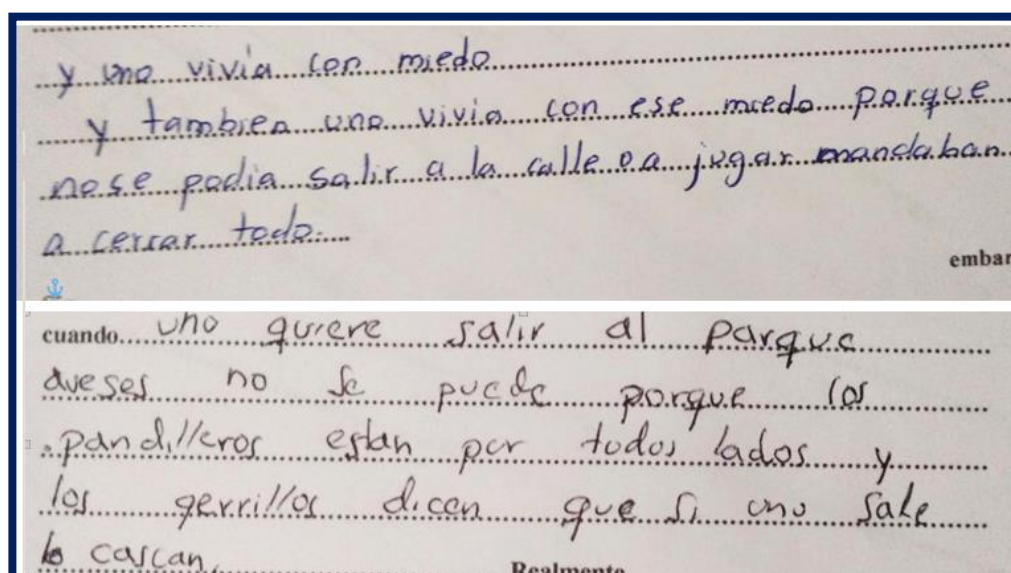 y uno vivia con miedo
y tambien uno vivia con ese miedo porque
no se podia salir a la calle o a jugar mandaban
a cerrar todo.
embar
cuando uno quiere salir al parque
aveses no se puede porque los
pandilleros estan por todos lados y
los gerrillos dicen que si uno sale
lo cascan.
Realmente